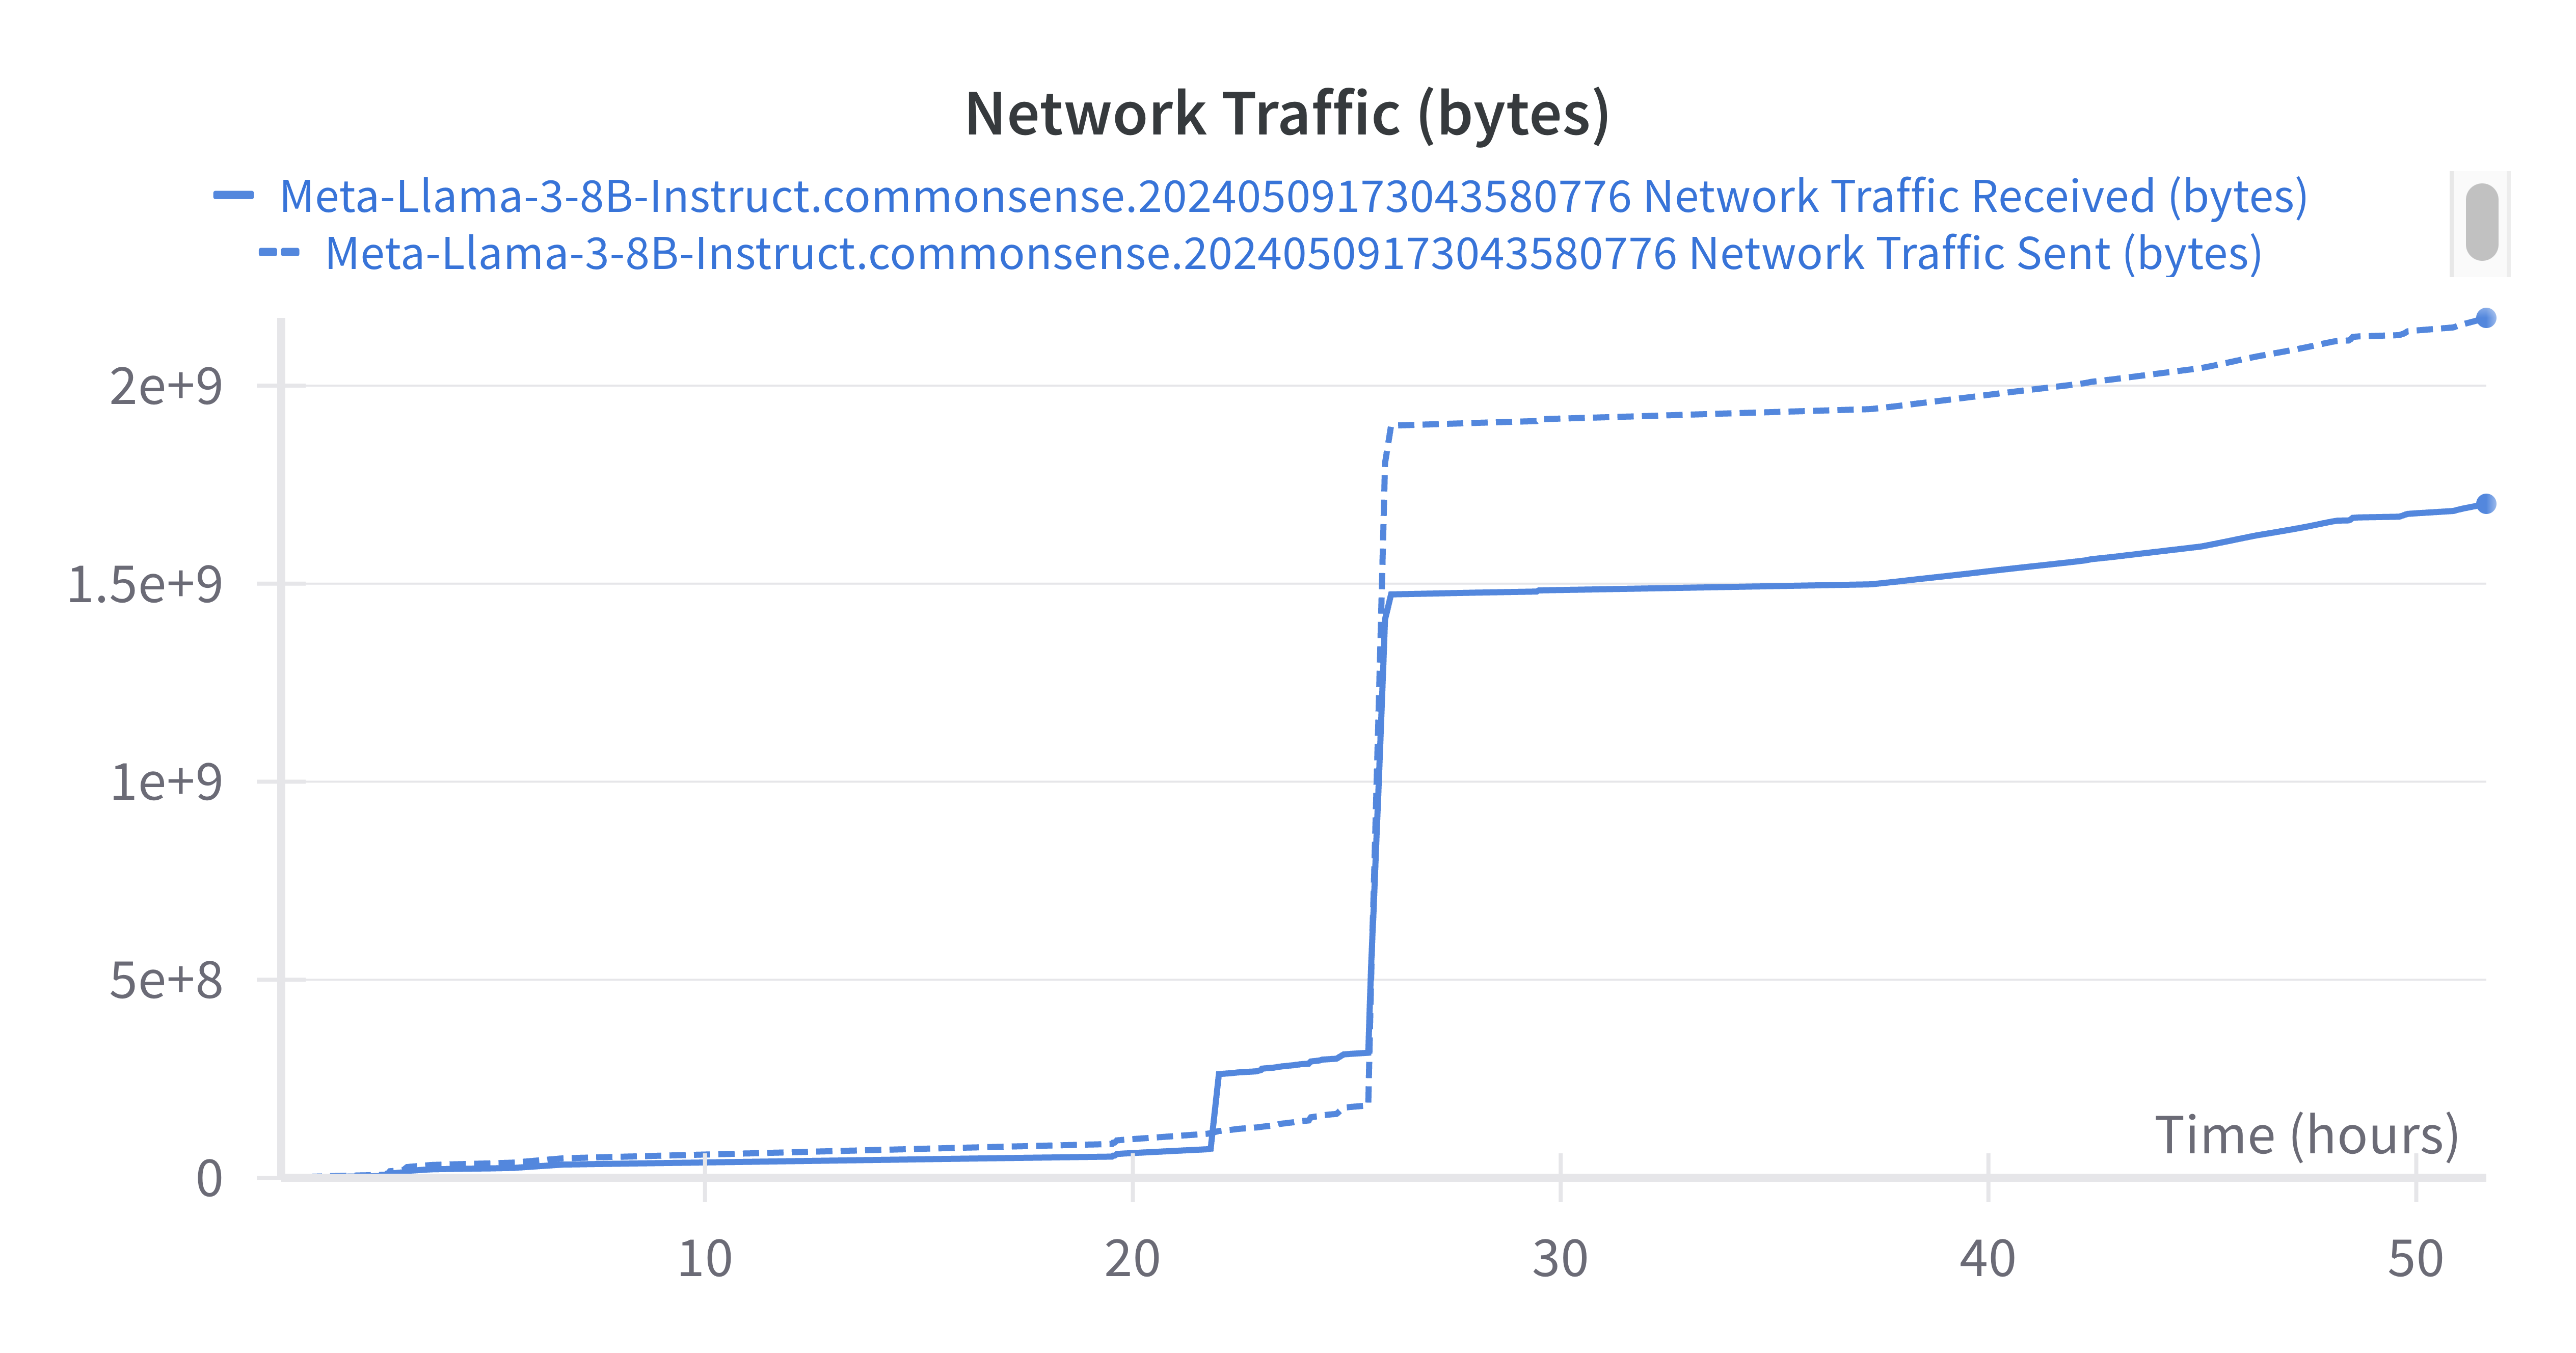 Network Traffic (bytes)
Meta-Llama-3-8B-Instruct.commonsense.20240509173043580776 Network Traffic Received (bytes)
Meta-Llama-3-8B-Instruct.commonsense.20240509173043580776 Network Traffic Sent (bytes)
2e+9
1.5e+9
1e+9
5e+8
0
Time (hours)
10 20 30 40 50